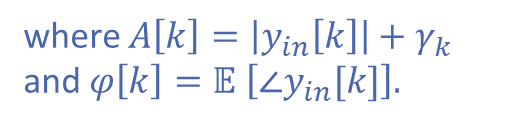 where A[k] = |y_in[k]| + γ_k
and φ[k] = 𝔼 [∠y_in[k]].